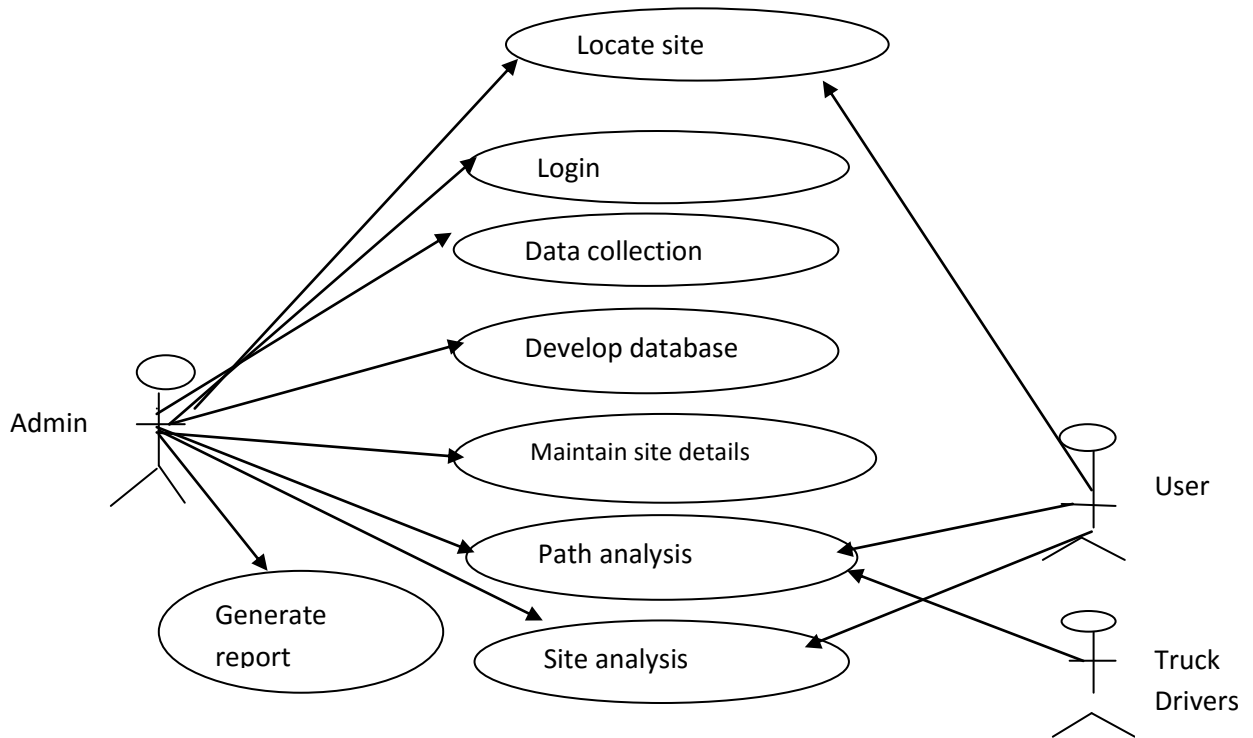 Locate site
Login
Data collection
Develop database
Admin
Maintain site details
User
Path analysis
Generate
report
Site analysis
Truck
Drivers